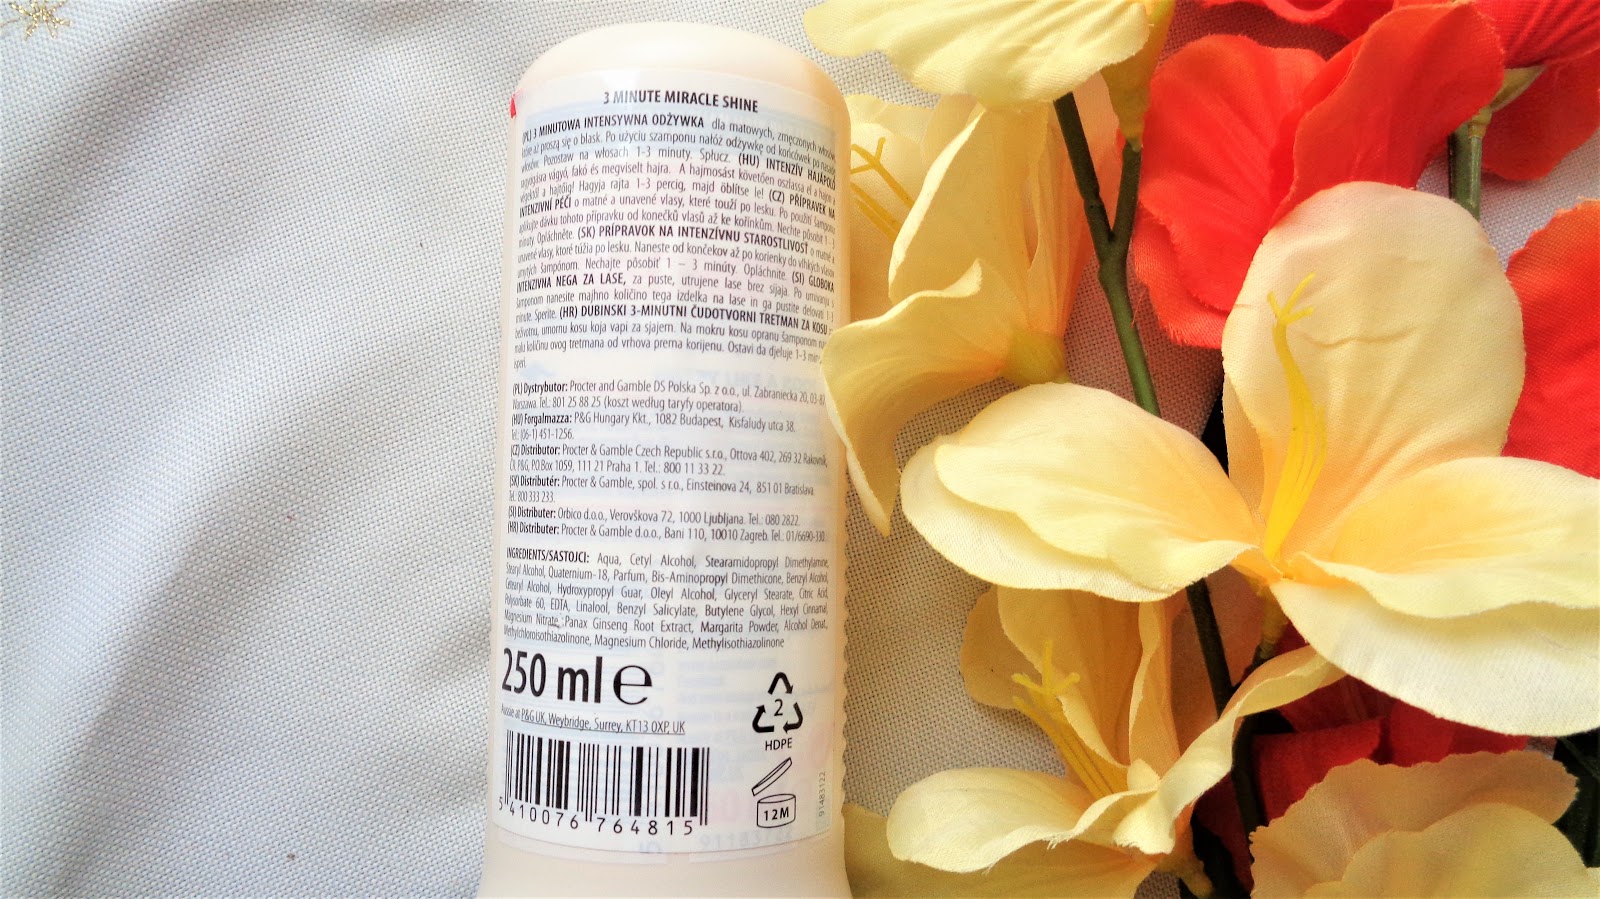 3 MINUTE MIRACLE SHINE
(PL) 3 MINUTOWA INTENSYWNA ODŻYWKA dla matowych, zmęczonych włosów,
które aż proszą się o blask. Po użyciu szamponu nałóż odżywkę od końcówek po nasadę
włosów. Pozostaw na włosach 1-3 minuty. Spłucz. (HU) INTENZÍV HAJÁPOLÓ
ragyogásra vágyó, fakó és megviselt hajra. A hajmosást követően oszlassa el a hajon a
végektől a hajtőig! Hagyja rajta 1-3 percig, majd öblítse le! (CZ) PŘÍPRAVEK NA
INTENZIVNÍ PÉČI o matné a unavené vlasy, které touží po lesku. Po použití šamponu
aplikujte dávku tohoto přípravku od konečků vlasů až ke kořínkům. Nechte působit 1-3
minuty. Opláchněte. (SK) PRÍPRAVOK NA INTENZÍVNU STAROSTLIVOSŤ o matné a
unavené vlasy, ktoré túžia po lesku. Naneste od končekov až po korienky do vlhkých vlasov
umytých šampónom. Nechajte pôsobiť 1 – 3 minúty. Opláchnite. (SI) GLOBOKA
INTENZIVNA NEGA ZA LASE, za puste, utrujene lase brez sijaja. Po umivanju s
šamponom nanesite majhno količino tega izdelka na lase in ga pustite delovati 1-3
minute. Sperite. (HR) DUBINSKI 3-MINUTNI ČUDOTVORNI TRETMAN ZA KOSU
beživotnu, umornu kosu koja vapi za sjajem. Na mokru kosu opranu šamponom
malu količinu ovog tretmana od vrhova prema korijenu. Ostavi da djeluje 1-3
isperi.
(PL) Dystrybutor: Procter and Gamble DS Polska Sp. z o.o., ul. Zabraniecka 20, 03-872
Warszawa. Tel.: 801 25 88 25 (koszt według taryfy operatora).
(HU) Forgalmazza: P&G Hungary Kkt., 1082 Budapest, Kisfaludy utca 38.
Tel.: (06-1) 451-1256.
(CZ) Distributor: Procter & Gamble Czech Republic s.r.o., Ottova 402, 269 32 Rakovník,
ČR. P&G, P.O.Box 1059, 111 21 Praha 1. Tel.: 800 11 33 22.
(SK) Distribútér: Procter & Gamble, spol. s r.o., Einsteinova 24, 851 01 Bratislava.
Tel. 800 333 233.
(SI) Distributer: Orbico d.o.o., Verovškova 72, 1000 Ljubljana. Tel.: 080 2822.
(HR) Distributer: Procter & Gamble d.o.o., Bani 110, 10010 Zagreb. Tel.: 01/6690-330.
INGREDIENTS/SASTOJCI: Aqua, Cetyl Alcohol, Stearamidopropyl Dimethylamine,
Stearyl Alcohol, Quaternium-18, Parfum, Bis-Aminopropyl Dimethicone, Benzyl Alcohol,
Cetearyl Alcohol, Hydroxypropyl Guar, Oleyl Alcohol, Glyceryl Stearate, Citric Acid,
Polysorbate 60, EDTA, Linalool, Benzyl Salicylate, Butylene Glycol, Hexyl Cinnamal,
Magnesium Nitrate, Panax Ginseng Root Extract, Margarita Powder, Alcohol Denat.,
Methylchloroisothiazolinone, Magnesium Chloride, Methylisothiazolinone
250 ml e
Aussie at P&G UK, Weybridge, Surrey, KT13 0XP, UK
2
HDPE
12M
91483122
5 410076 764815